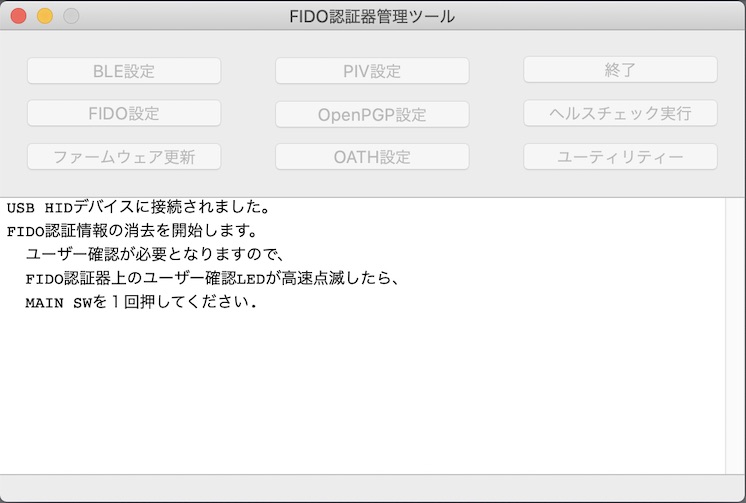 FIDO認証器管理ツール
BLE設定
PIV設定
終了
FIDO設定
OpenPGP設定
ヘルスチェック実行
ファームウェア更新
OATH設定
ユーティリティー
USB HIDデバイスに接続されました。
FIDO認証情報の消去を開始します。
ユーザー確認が必要となりますので、
FIDO認証器上のユーザー確認LEDが高速点滅したら、
MAIN SWを１回押してください.